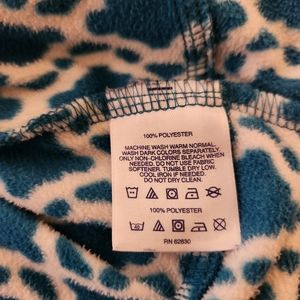 100% POLYESTER
MACHINE WASH WARM NORMAL.
WASH DARK COLORS SEPARATELY.
ONLY NON-CHLORINE BLEACH WHEN
NEEDED. DO NOT USE FABRIC
SOFTENER. TUMBLE DRY LOW.
COOL IRON IF NEEDED.
DO NOT DRY CLEAN.
100% POLYESTER
RN 62830